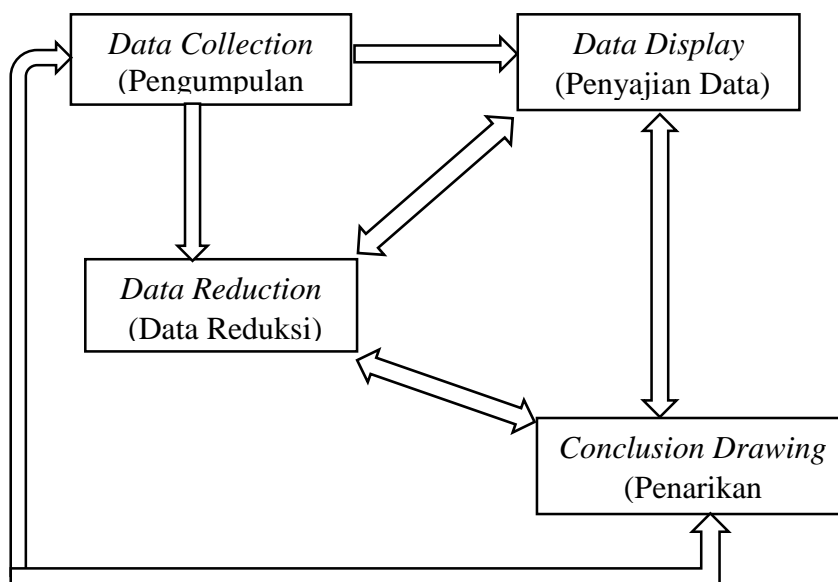 Data Collection
(Pengumpulan
Data Display
(Penyajian Data)
Data Reduction
(Data Reduksi)
Conclusion Drawing
(Penarikan